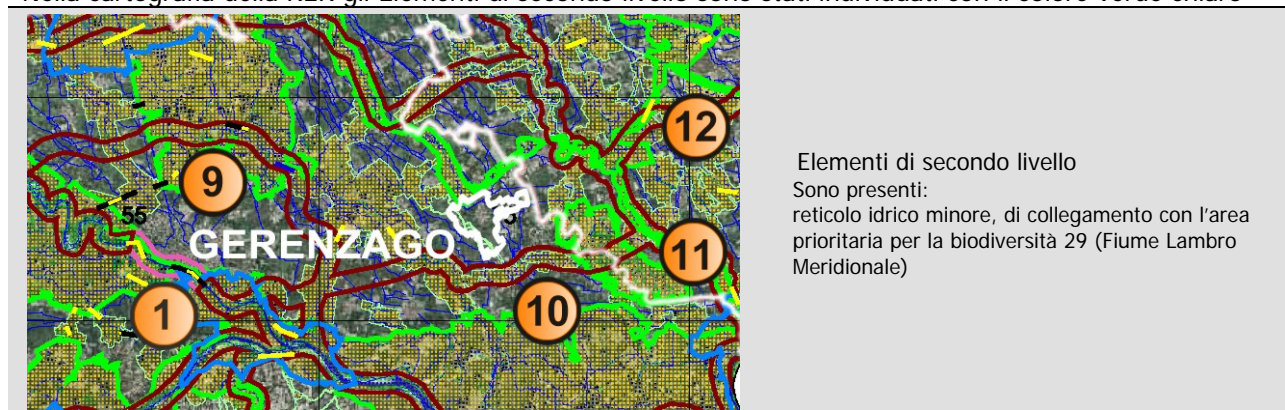 Nella cartografia della RER gli Elementi di secondo livello sono stati individuati con il colore verde chiaro
12
9
55
GERENZAGO
11
1
10
Elementi di secondo livello
Sono presenti:
reticolo idrico minore, di collegamento con l'area
prioritaria per la biodiversità 29 (Fiume Lambro
Meridionale)